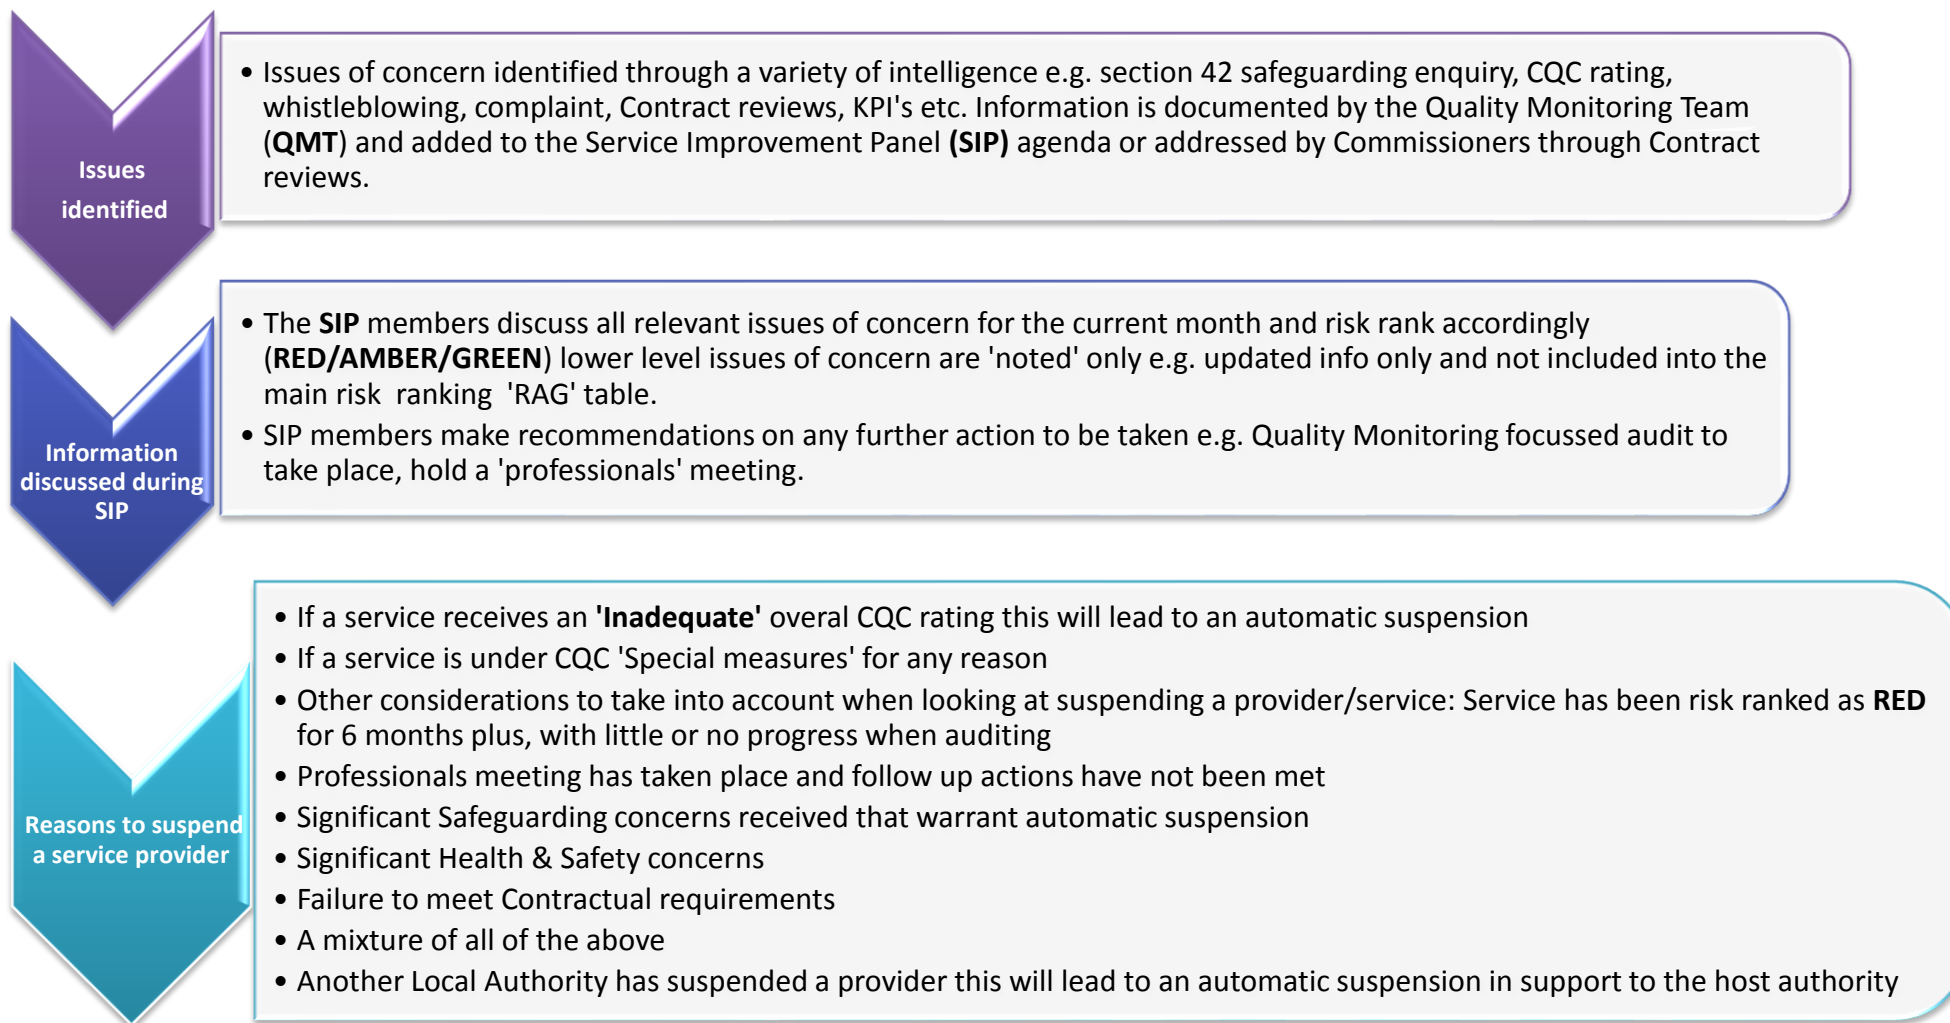 Issues
identified
• Issues of concern identified through a variety of intelligence e.g. section 42 safeguarding enquiry, CQC rating,
whistleblowing, complaint, Contract reviews, KPI's etc. Information is documented by the Quality Monitoring Team
(QMT) and added to the Service Improvement Panel (SIP) agenda or addressed by Commissioners through Contract
reviews.
Information
discussed during
SIP
• The SIP members discuss all relevant issues of concern for the current month and risk rank accordingly
(RED/AMBER/GREEN) lower level issues of concern are 'noted' only e.g. updated info only and not included into the
main risk  ranking  'RAG' table.
• SIP members make recommendations on any further action to be taken e.g. Quality Monitoring focussed audit to
take place, hold a 'professionals' meeting.
Reasons to suspend
a service provider
• If a service receives an 'Inadequate' overal CQC rating this will lead to an automatic suspension
• If a service is under CQC 'Special measures' for any reason
• Other considerations to take into account when looking at suspending a provider/service: Service has been risk ranked as RED
for 6 months plus, with little or no progress when auditing
• Professionals meeting has taken place and follow up actions have not been met
• Significant Safeguarding concerns received that warrant automatic suspension
• Significant Health & Safety concerns
• Failure to meet Contractual requirements
• A mixture of all of the above
• Another Local Authority has suspended a provider this will lead to an automatic suspension in support to the host authority